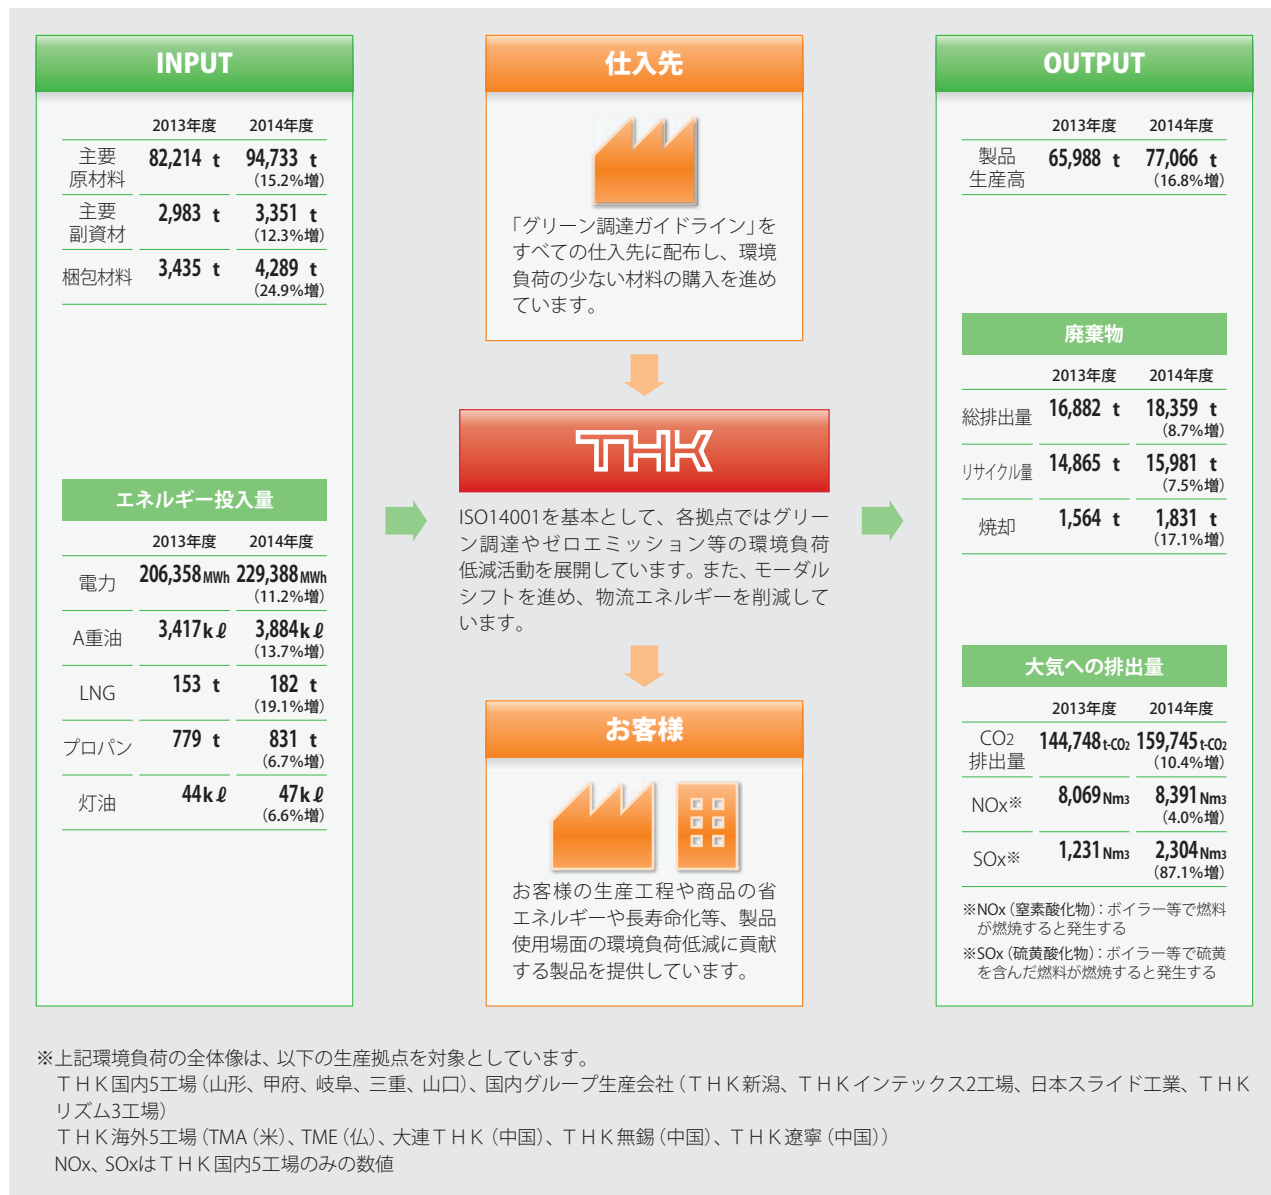 INPUT
2013年度 2014年度
主要
原材料
82,214 t 94,733 t
（15.2%増）
主要
副資材
2,983 t 3,351 t
（12.3%増）
梱包材料
3,435 t 4,289 t
（24.9%増）
エネルギー投入量
2013年度 2014年度
電力
206,358MWh 229,388MWh
（11.2%増）
A重油
3,417kℓ 3,884kℓ
（13.7%増）
LNG
153 t 182 t
（19.1%増）
プロパン
779 t 831 t
（6.7%増）
灯油
44kℓ 47kℓ
（6.6%増）
仕入先
「グリーン調達ガイドライン」を
すべての仕入先に配布し、環境
負荷の少ない材料の購入を進め
ています。
THK
ISO14001を基本として、各拠点ではグリー
ン調達やゼロエミッション等の環境負荷
低減活動を展開しています。また、モーダル
シフトを進め、物流エネルギーを削減して
います。
お客様
お客様の生産工程や商品の省
エネルギーや長寿命化等、製品
使用場面の環境負荷低減に貢献
する製品を提供しています。
OUTPUT
2013年度 2014年度
製品
生産高
65,988 t 77,066 t
（16.8%増）
廃棄物
2013年度 2014年度
総排出量
16,882 t 18,359 t
（8.7%増）
リサイクル量
14,865 t 15,981 t
（7.5%増）
焼却
1,564 t 1,831 t
（17.1%増）
大気への排出量
2013年度 2014年度
CO2
排出量
144,748t-CO2 159,745t-CO2
（10.4%増）
NOx※
8,069Nm3 8,391Nm3
（4.0%増）
SOx※
1,231Nm3 2,304Nm3
（87.1%増）
※NOx（窒素酸化物）：ボイラー等で燃料
が燃焼すると発生する
※SOx（硫黄酸化物）：ボイラー等で硫黄
を含んだ燃料が燃焼すると発生する
※上記環境負荷の全体像は、以下の生産拠点を対象としています。
ＴＨＫ国内5工場（山形、甲府、岐阜、三重、山口）、国内グループ生産会社（ＴＨＫ新潟、ＴＨＫインテックス2工場、日本スライド工業、ＴＨＫ
リズム3工場）
ＴＨＫ海外5工場（TMA（米）、TME（仏）、大連ＴＨＫ（中国）、ＴＨＫ無錫（中国）、ＴＨＫ遼寧（中国））
NOx、SOxはＴＨＫ国内5工場のみの数値